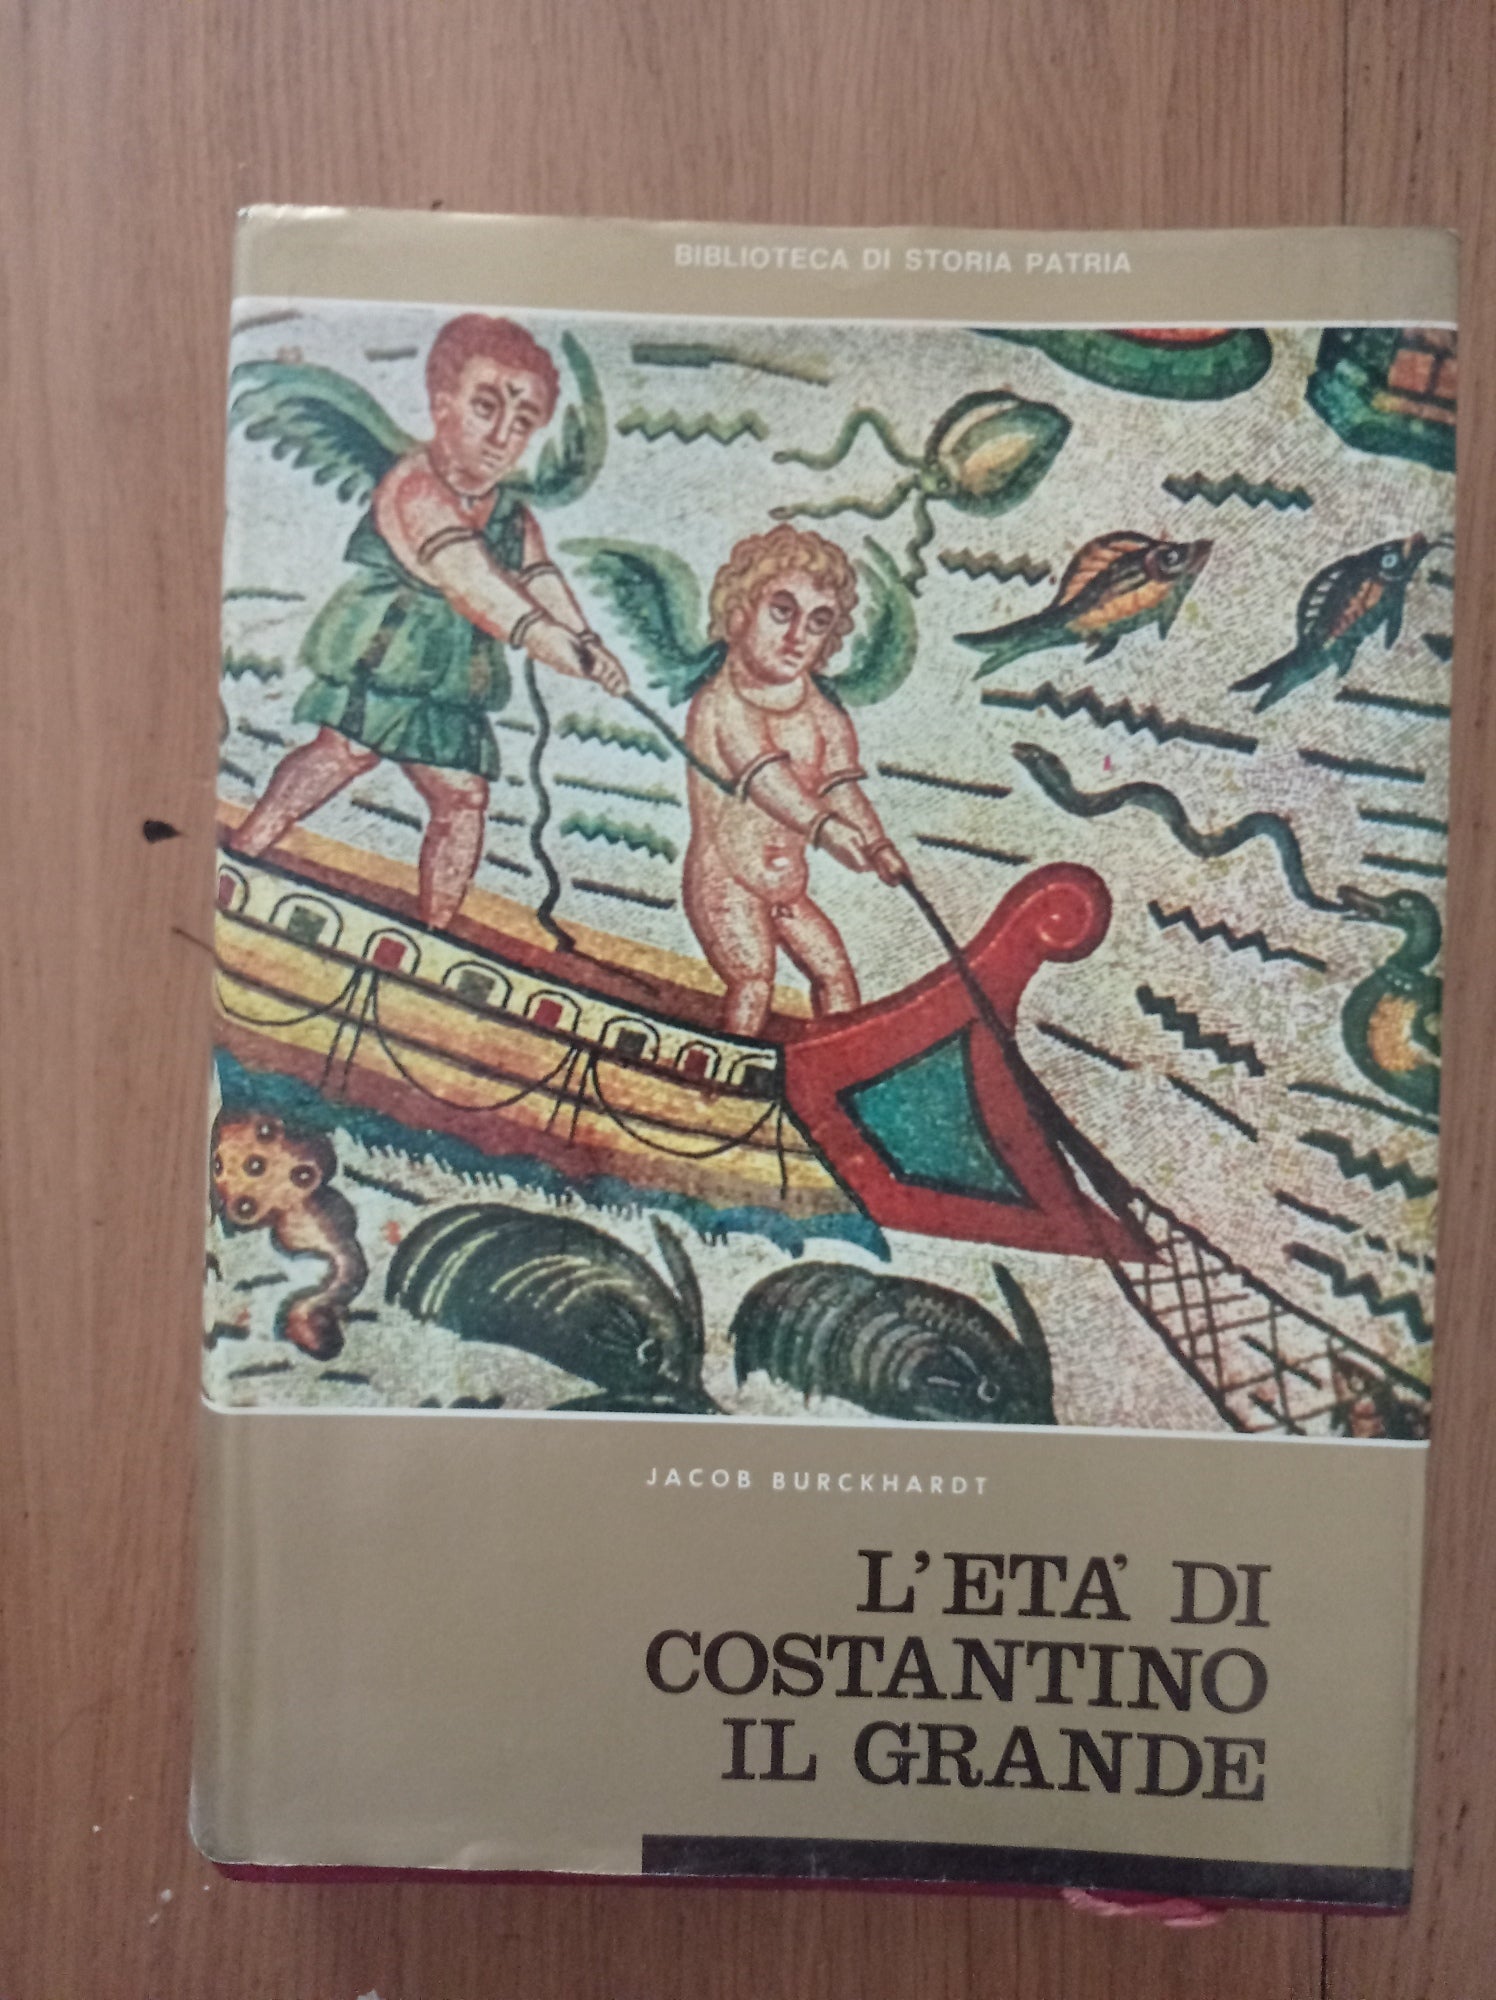 BIBLIOTECA DI STORIA PATRIA
JACOB BURCKHARDT
L'ETA' DI
COSTANTINO
IL GRANDE